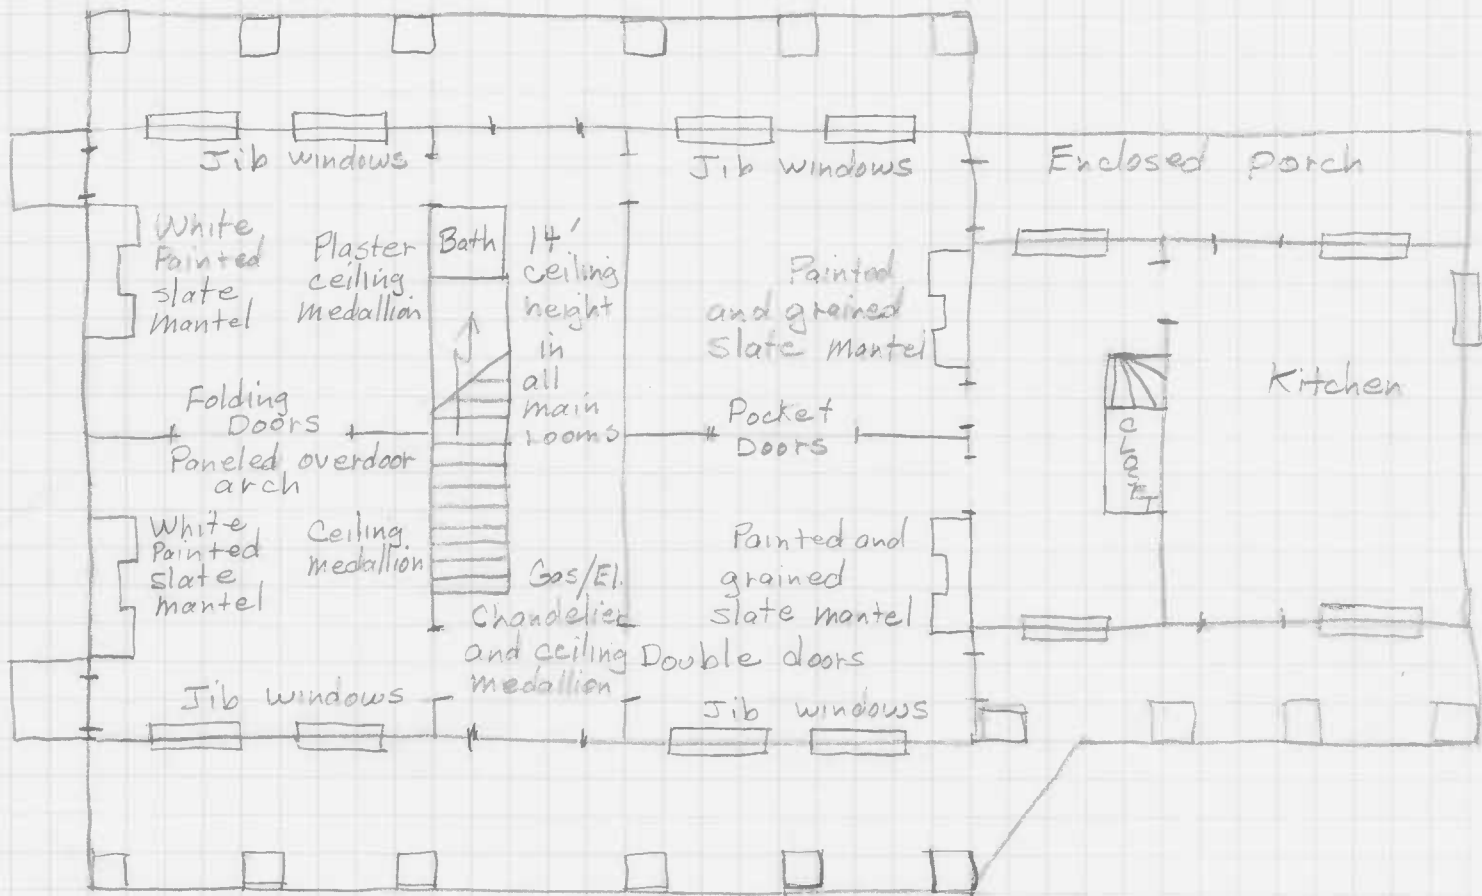 Jib windows
Jib windows
Enclosed porch
White
Painted
slate
mantel
Plaster
ceiling
medallion
Bath
14'
ceiling
height
in
all
main
rooms
Painted
and grained
slate mantel
Kitchen
Folding
Doors
Paneled overdoor
arch
Pocket
Doors
CLOSET
White
Painted
slate
mantel
Ceiling
medallion
Gas/El.
Chandelier
and ceiling
medallion
Painted and
grained
slate mantel
Double doors
Jib windows
Jib windows